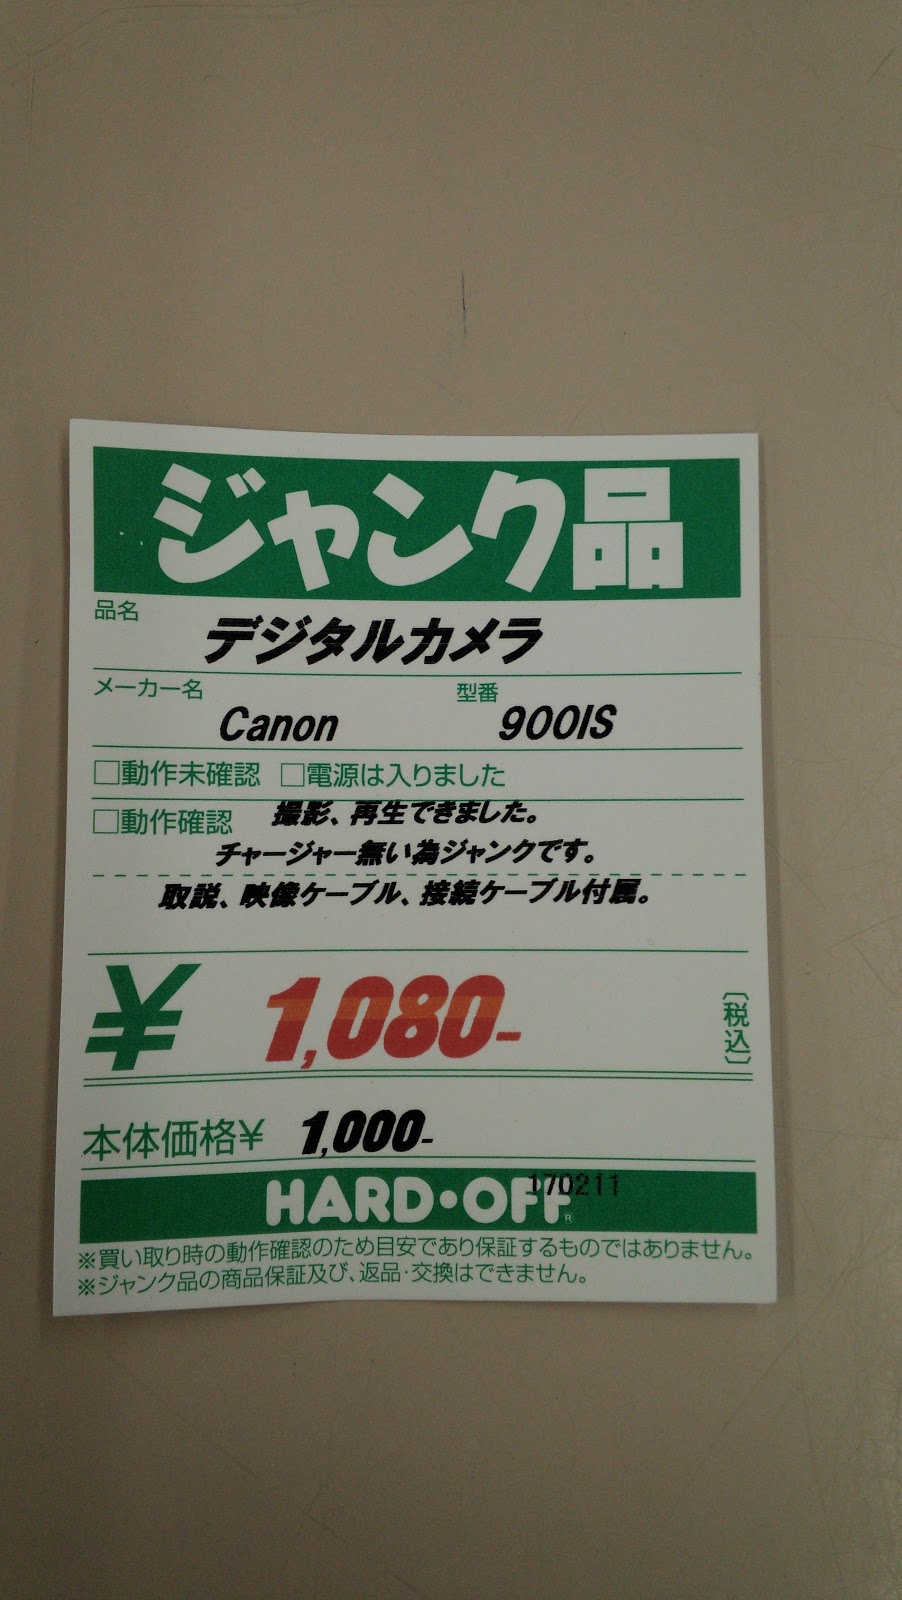 ジャンク品
品名
デジタルカメラ
メーカー名 型番
Canon 900IS
□動作未確認 □電源は入りました
□動作確認 撮影、再生できました。
チャージャー無い為ジャンクです。
取説、映像ケーブル、接続ケーブル付属。
¥ 1,080- 〔税込〕
本体価格¥ 1,000-
170211
HARD・OFF®
※買い取り時の動作確認のため目安であり保証するものではありません。
※ジャンク品の商品保証及び、返品・交換はできません。